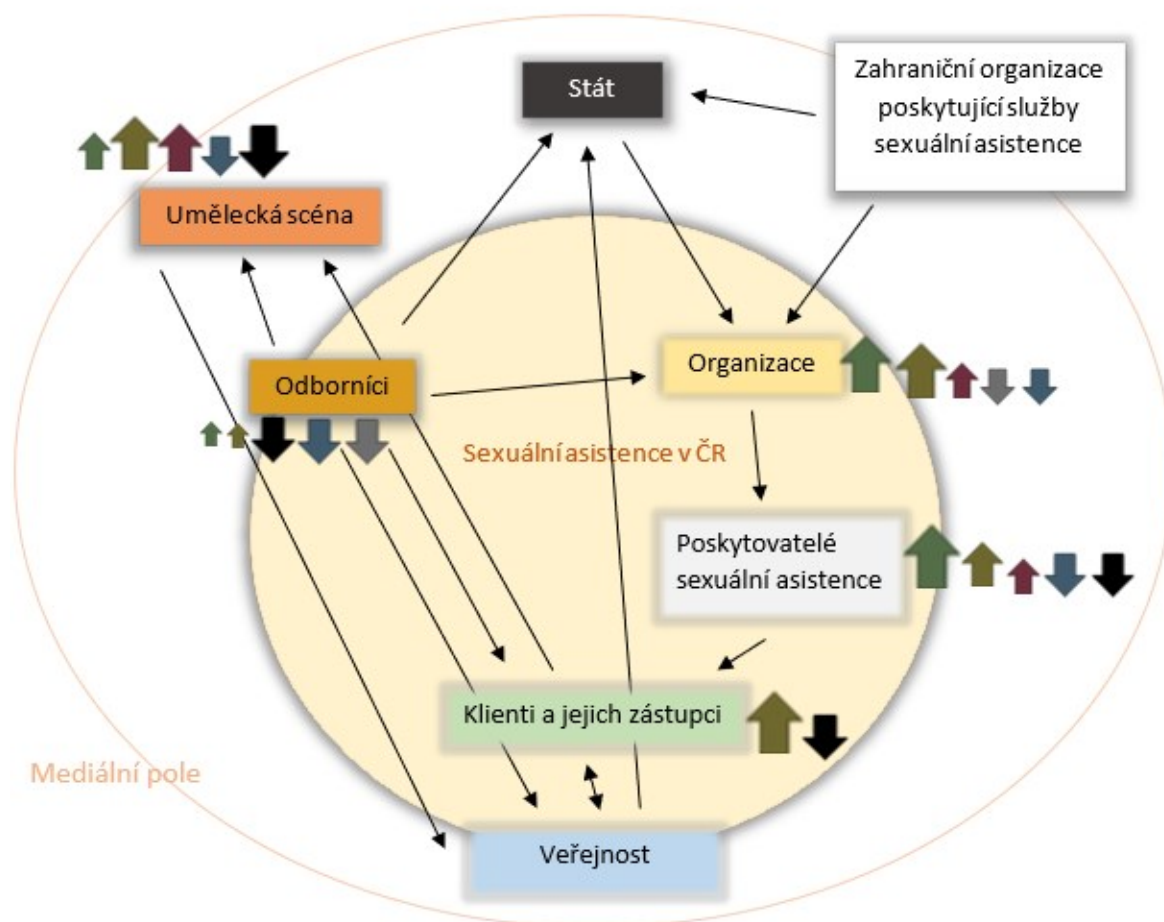 Stát
Zahraniční organizace
poskytující služby
sexuální asistence
Umělecká scéna
Organizace
Odborníci
Sexuální asistence v ČR
Poskytovatelé
sexuální asistence
Klienti a jejich zástupci
Mediální pole
Veřejnost